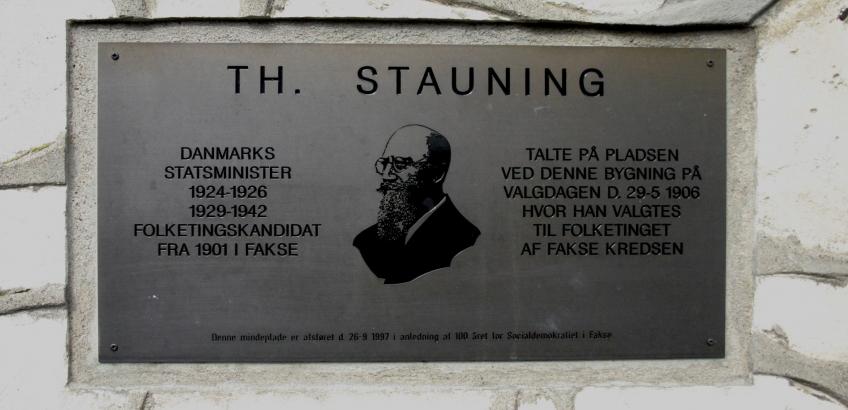 TH. STAUNING
DANMARKS
STATSMINISTER
1924-1926
1929-1942
FOLKETINGSKANDIDAT
FRA 1901 I FAKSE
TALTE PÅ PLADSEN
VED DENNE BYGNING PÅ
VALGDAGEN D. 29-5 1906
HVOR HAN VALGTES
TIL FOLKETINGET
AF FAKSE KREDSEN
Denne mindeplade er afsløret d. 26-9 1997 i anledning af 100 året for Socialdemokratiet i Fakse